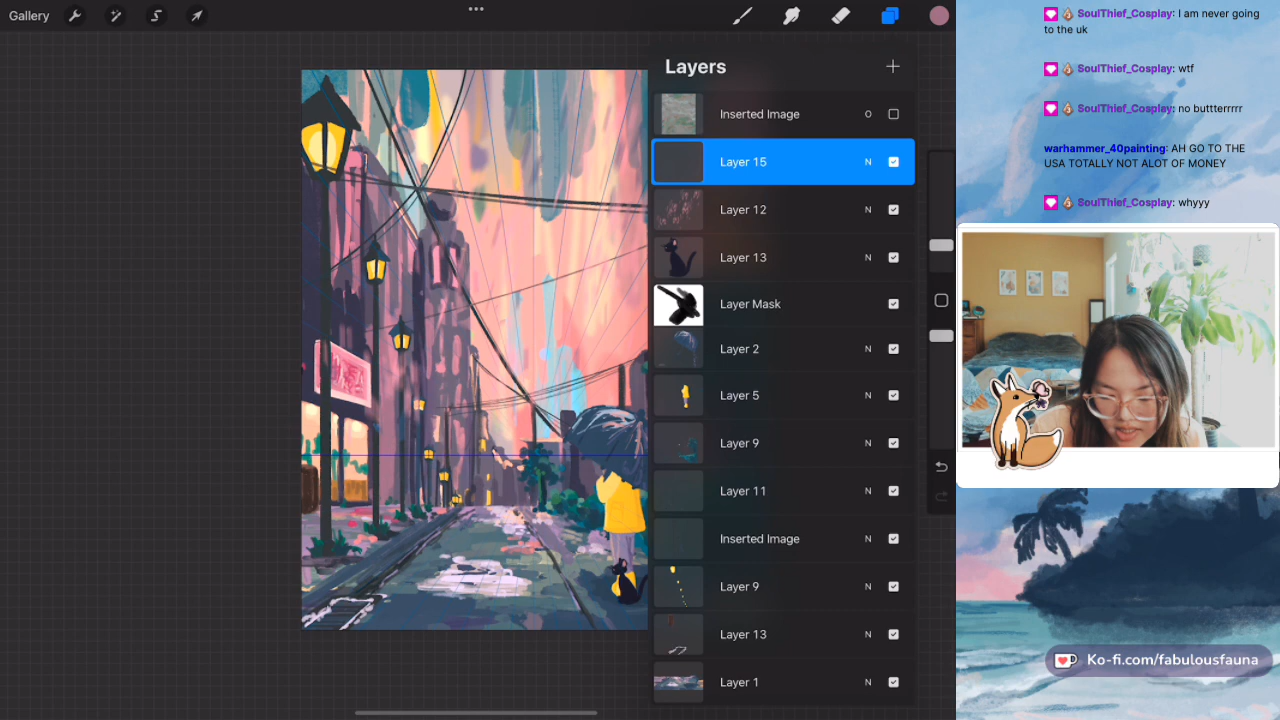 Gallery
Layers
Inserted Image O
Layer 15 N
Layer 12 N
Layer 13 N
Layer Mask
Layer 2 N
Layer 5 N
Layer 9 N
Layer 11 N
Inserted Image N
Layer 9 N
Layer 13 N
Layer 1 N
SoulThief_Cosplay: I am never going
to the uk
SoulThief_Cosplay: wtf
SoulThief_Cosplay: no buttterrrrr
warhammer_40painting: AH GO TO THE
USA TOTALLY NOT ALOT OF MONEY
SoulThief_Cosplay: whyyy
Ko-fi.com/fabulousfauna